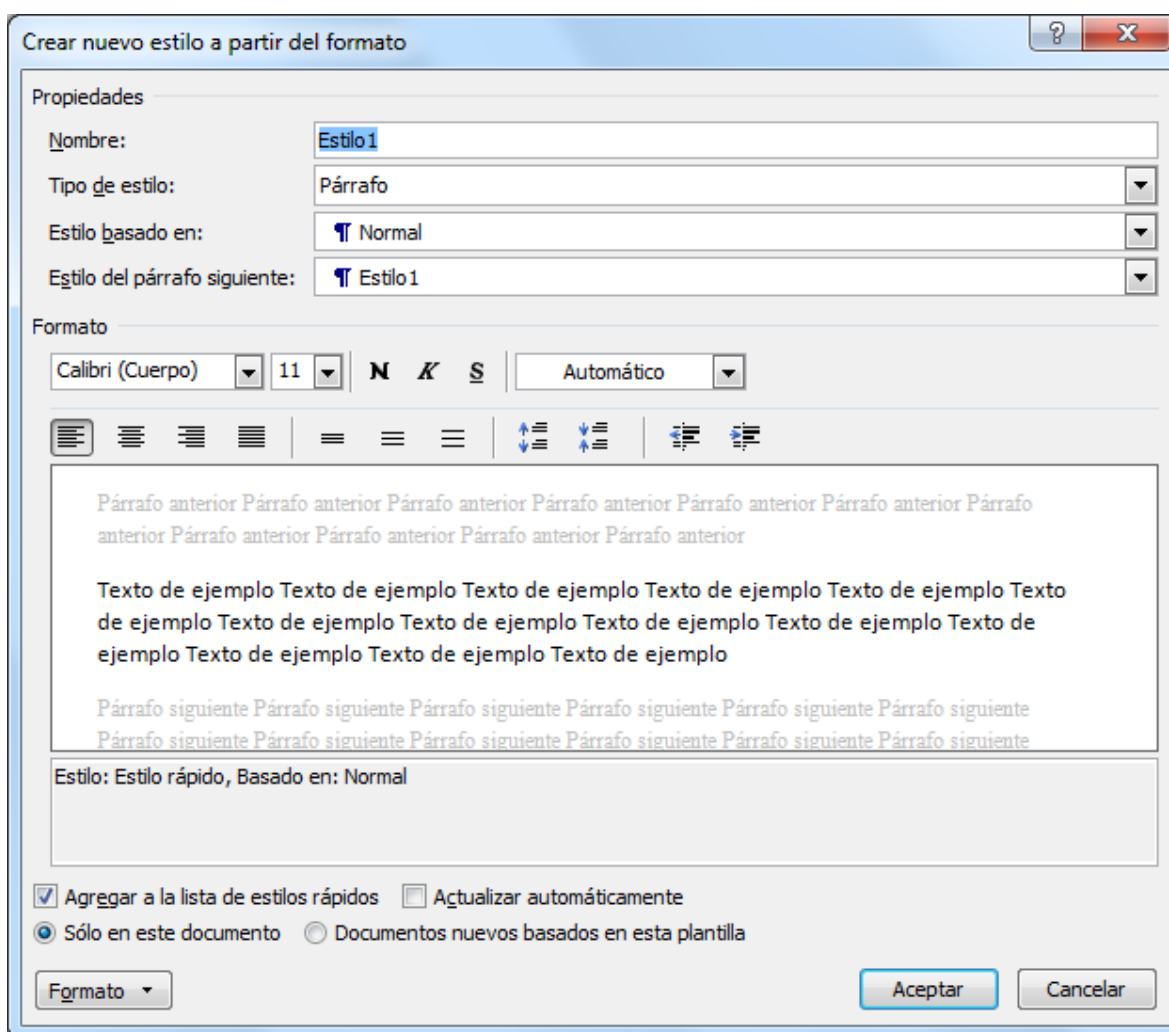 Crear nuevo estilo a partir del formato
Propiedades
Nombre: Estilo1
Tipo de estilo: Párrafo
Estilo basado en: ¶ Normal
Estilo del párrafo siguiente: ¶ Estilo1
Formato
Calibri (Cuerpo) 11 N K S Automático
Párrafo anterior Párrafo anterior Párrafo anterior Párrafo anterior Párrafo anterior Párrafo anterior Párrafo
anterior Párrafo anterior Párrafo anterior Párrafo anterior Párrafo anterior
Texto de ejemplo Texto de ejemplo Texto de ejemplo Texto de ejemplo Texto de ejemplo Texto
de ejemplo Texto de ejemplo Texto de ejemplo Texto de ejemplo Texto de ejemplo Texto de
ejemplo Texto de ejemplo Texto de ejemplo Texto de ejemplo
Párrafo siguiente Párrafo siguiente Párrafo siguiente Párrafo siguiente Párrafo siguiente Párrafo siguiente
Párrafo siguiente Párrafo siguiente Párrafo siguiente Párrafo siguiente Párrafo siguiente Párrafo siguiente
Estilo: Estilo rápido, Basado en: Normal
Agregar a la lista de estilos rápidos Actualizar automáticamente
Sólo en este documento Documentos nuevos basados en esta plantilla
Formato Aceptar Cancelar